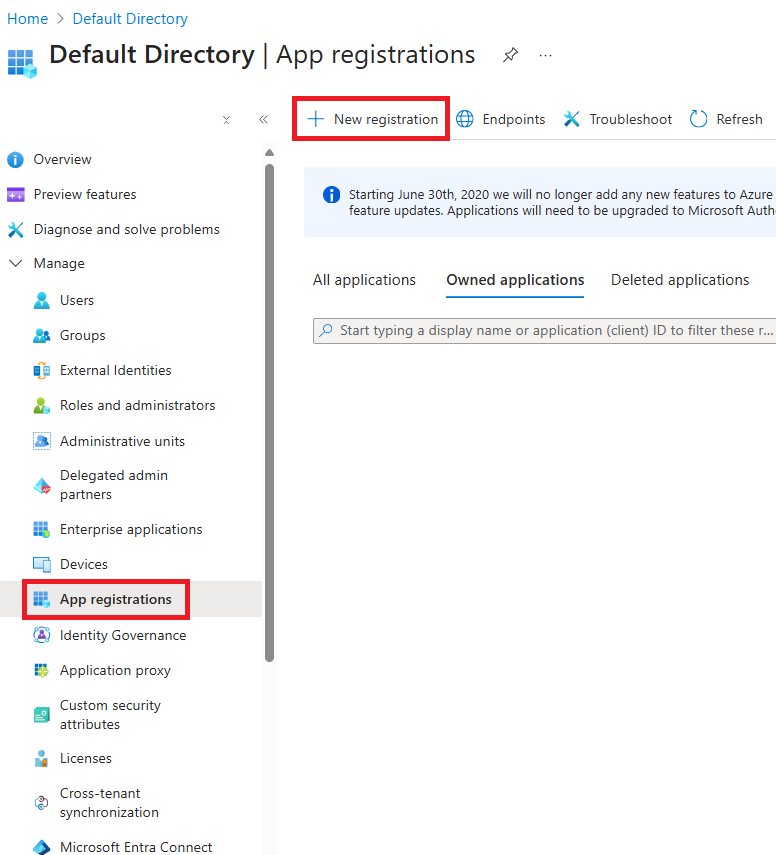 Home > Default Directory
Default Directory | App registrations
New registration
Endpoints
Troubleshoot
Refresh
Overview
Preview features
Diagnose and solve problems
Manage
Users
Groups
External Identities
Roles and administrators
Administrative units
Delegated admin
partners
Enterprise applications
Devices
App registrations
Identity Governance
Application proxy
Custom security
attributes
Licenses
Cross-tenant
synchronization
Microsoft Entra Connect
Starting June 30th, 2020 we will no longer add any new features to Azure
feature updates. Applications will need to be upgraded to Microsoft
All applications
Owned applications
Deleted applications
Start typing a display name or application (client) ID to filter these r...